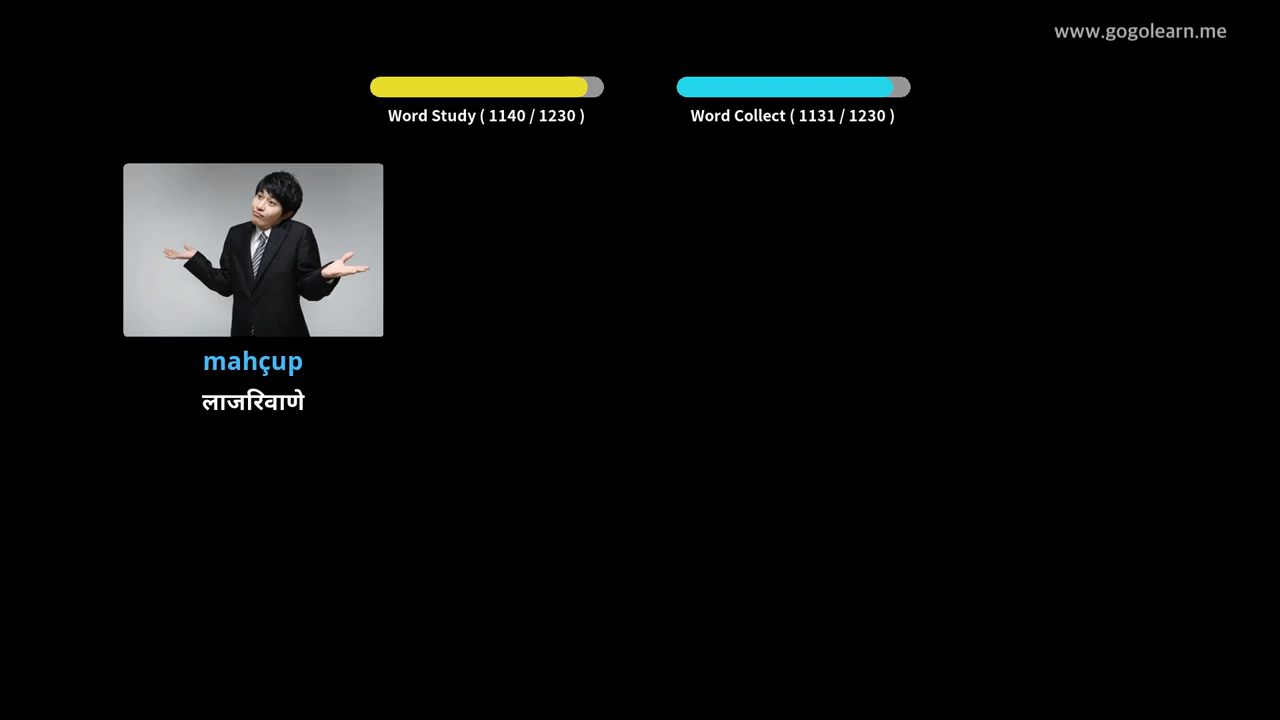 www.gogolearn.me
Word Study ( 1140 / 1230 )
Word Collect ( 1131 / 1230 )
mahçup
लाजरिवाणे